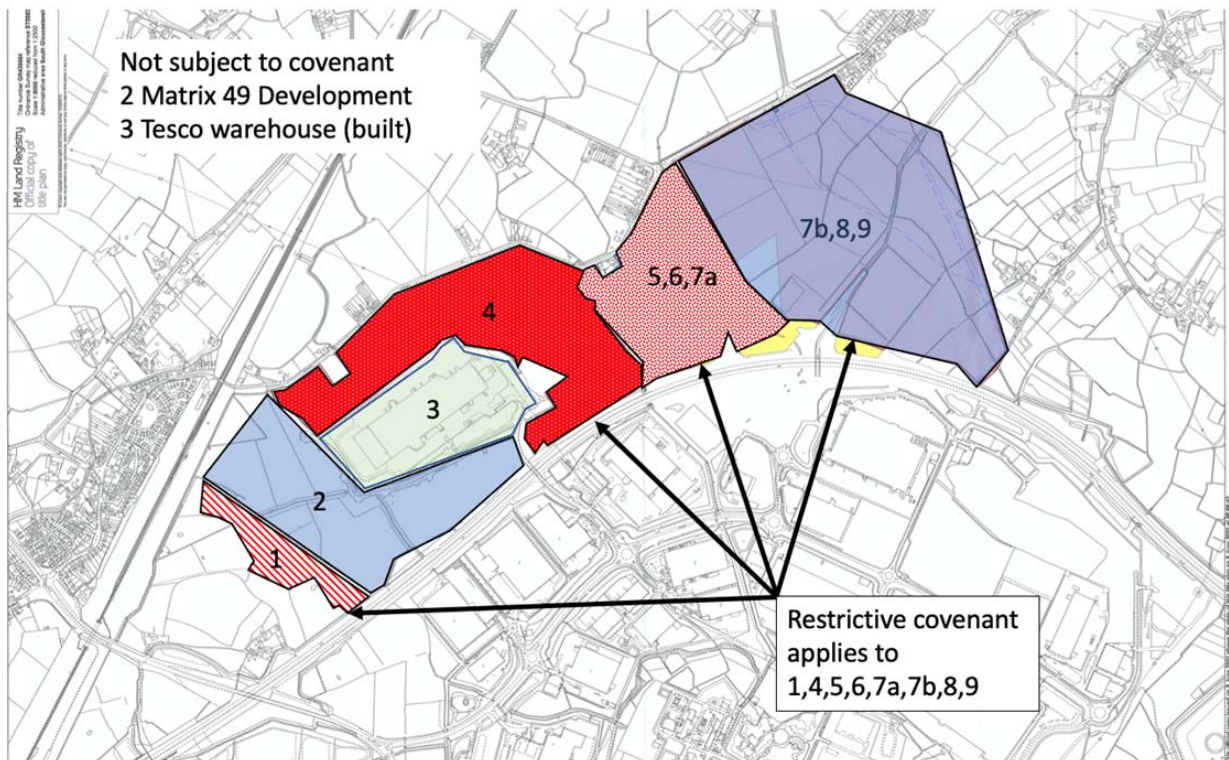 Not subject to covenant
2 Matrix 49 Development
3 Tesco warehouse (built)
HM Land Registry
Official copy of
title plan
7b,8,9
5,6,7a
4
3
2
1
Restrictive covenant
applies to
1,4,5,6,7a,7b,8,9